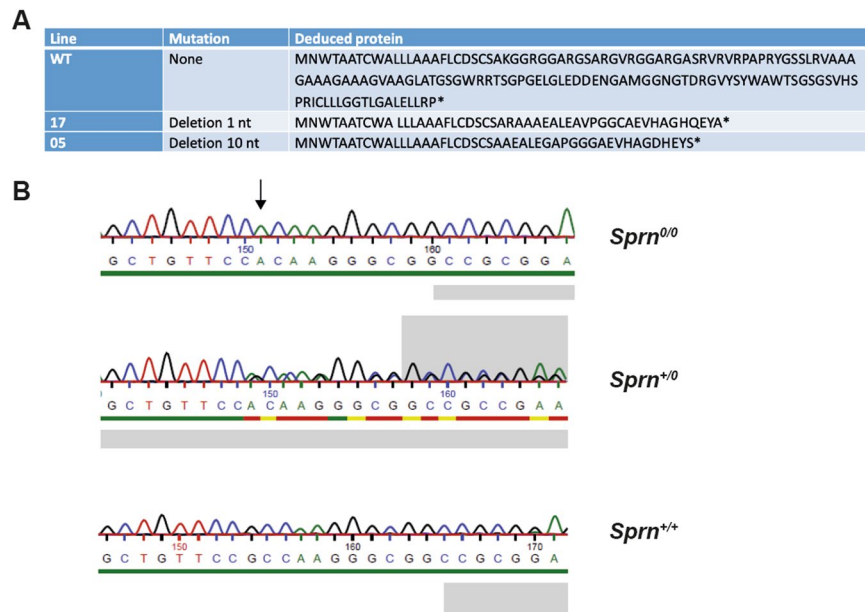 A
Line Mutation Deduced protein
WT None MNWTAATCWALLLAAAFLCDSCSAKGGRGGARGSARGVRGGARGASRVRVRPAPRYGSSLRVAAA
GAAAGAAAGVAAGLATGSGWRRTSGPGELGLEDDENGAMGGNGTDRGVYSYWAWTSGSGSVHS
PRICLLLGGTLGALELLRP*
17 Deletion 1 nt MNWTAATCWA LLLAAAFLCDSCSARAAAEALEAVPGGCAEVHAGHQEYA*
05 Deletion 10 nt MNWTAATCWALLLAAAFLCDSCSAAEALEGAPGGGAEVHAGDHEYS*
B
150 160
G C T G T T C C A C A A G G G C G G C C G C G G A
Sprn0/0
150 160
G C T G T T C C A C A A G G G C G G C C G C C G A A
Sprn+/0
150 160 170
G C T G T T C C G C C A A G G G C G G C C G C G G A
Sprn+/+